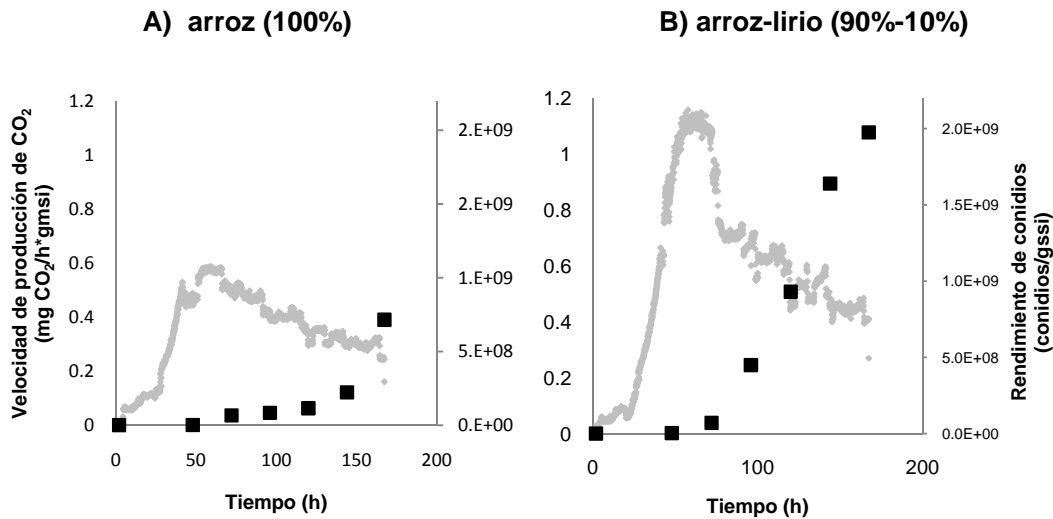 A) arroz (100%)
B) arroz-lirio (90%-10%)
Velocidad de producción de CO2
(mg CO2/h*gmsi)
1.2
1
0.8
0.6
0.4
0.2
0
2.E+09
2.E+09
1.E+09
5.E+08
0.E+00
0
50
100
150
200
Tiempo (h)
1.2
1
0.8
0.6
0.4
0.2
0
2.0E+09
1.5E+09
1.0E+09
5.0E+08
0.0E+00
0
100
200
Tiempo (h)
Rendimiento de conidios
(conidios/gssi)